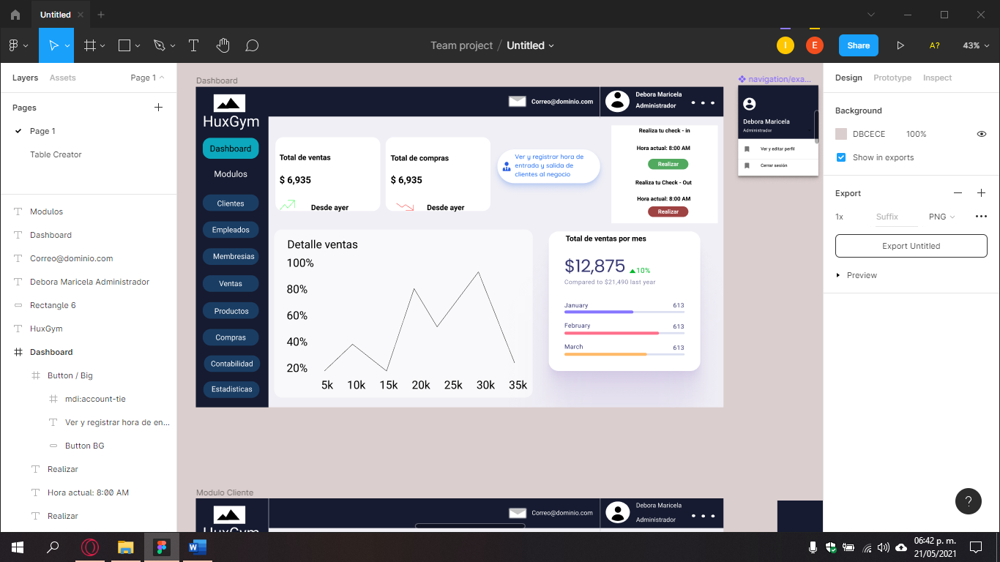 Untitled
Team project / Untitled
I
E
Share
A?
43%
Layers
Assets
Page 1
Pages
Page 1
Table Creator
Modulos
Dashboard
Correo@dominio.com
Debora Maricela Administrador
Rectangle 6
HuxGym
Dashboard
Button / Big
mdi:account-tie
Ver y registrar hora de en...
Button BG
Realizar
Hora actual: 8:00 AM
Realizar
Dashboard
HuxGym
Correo@dominio.com
Debora Maricela
Administrador
Dashboard
Modulos
Clientes
Empleados
Membresias
Ventas
Productos
Compras
Contabilidad
Estadisticas
Total de ventas
$ 6,935
Desde ayer
Total de compras
$ 6,935
Desde ayer
Ver y registrar hora de
entrada y salida de
clientes al negocio
Realiza tu check - in
Hora actual: 8:00 AM
Realizar
Realiza tu Check - Out
Hora actual: 8:00 AM
Realizar
Detalle ventas
100%
80%
60%
40%
20%
5k 10k 15k 20k 25k 30k 35k
Total de ventas por mes
$12,875
10%
Compared to $21,490 last year
January 613
February 613
March 613
navigation/exa...
Debora Maricela
Administrador
Ver y editar perfil
Cerrar sesión
Modulo Cliente
HuxGym
Correo@dominio.com
Debora Maricela
Administrador
Design
Prototype
Inspect
Background
DBCECE 100%
Show in exports
Export
1x
Suffix
PNG
Export Untitled
Preview
?
06:42 p. m.
21/05/2021